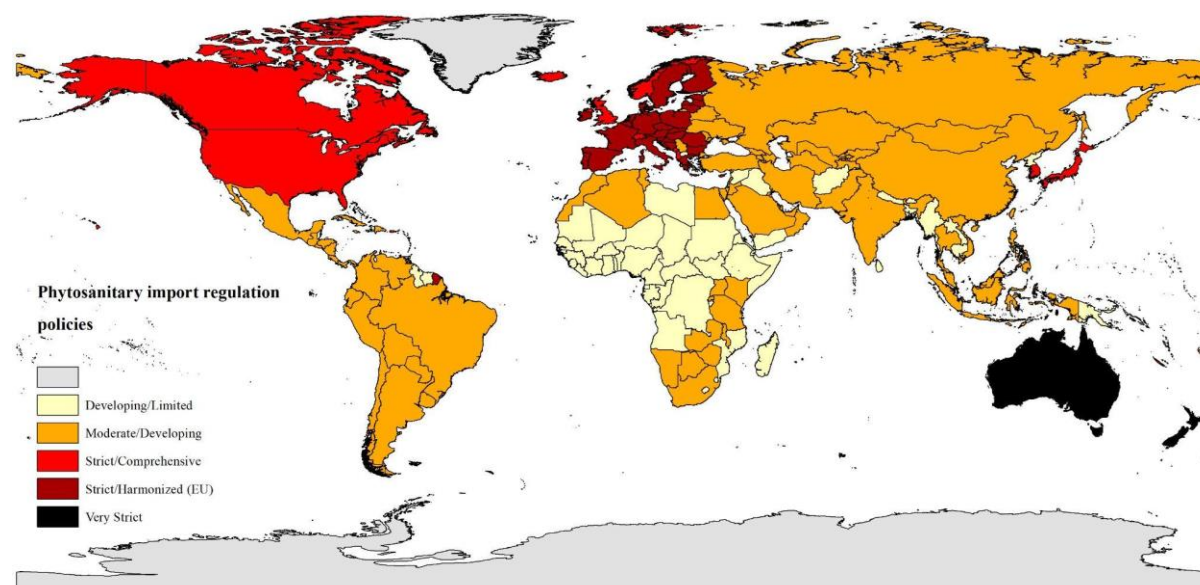 Phytosanitary import regulation
policies
Developing/Limited
Moderate/Developing
Strict/Comprehensive
Strict/Harmonized (EU)
Very Strict